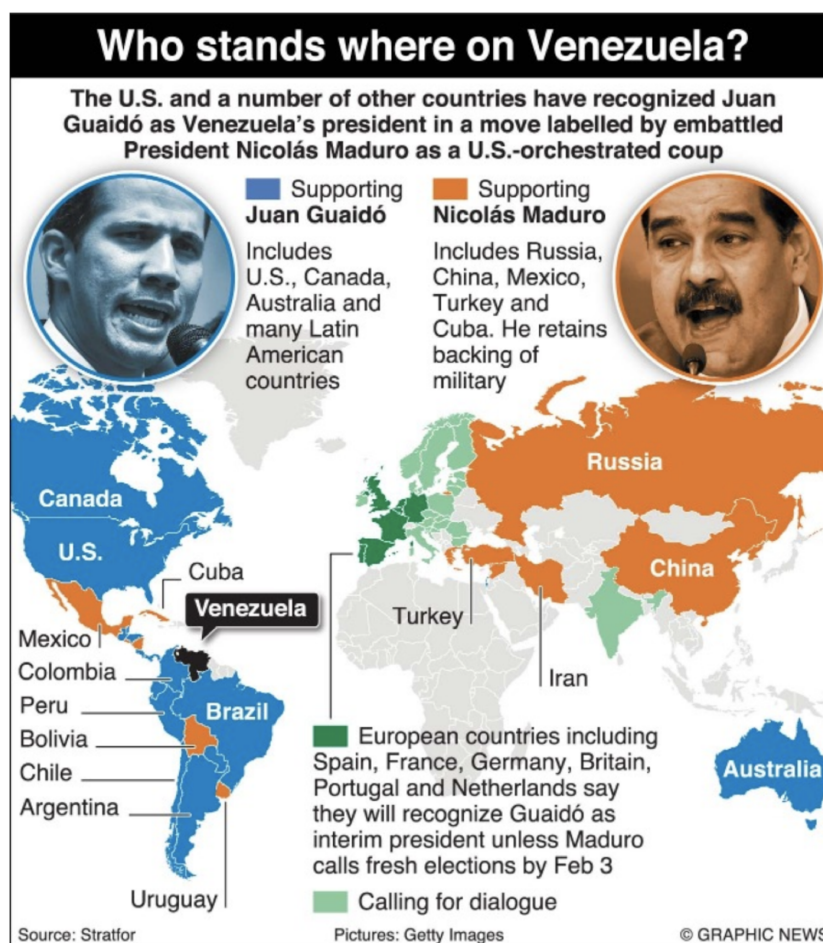 Who stands where on Venezuela?
The U.S. and a number of other countries have recognized Juan
Guaidó as Venezuela's president in a move labelled by embattled
President Nicolás Maduro as a U.S.-orchestrated coup
Supporting
Juan Guaidó
Includes
U.S., Canada,
Australia and
many Latin
American
countries
Supporting
Nicolás Maduro
Includes Russia,
China, Mexico,
Turkey and
Cuba. He retains
backing of
military
Canada
U.S.
Russia
China
Cuba
Venezuela
Mexico
Colombia
Peru
Bolivia
Chile
Argentina
Uruguay
Brazil
Turkey
Iran
Australia
European countries including
Spain, France, Germany, Britain,
Portugal and Netherlands say
they will recognize Guaidó as
interim president unless Maduro
calls fresh elections by Feb 3
Calling for dialogue
Source: Stratfor
Pictures: Getty Images
© GRAPHIC NEWS